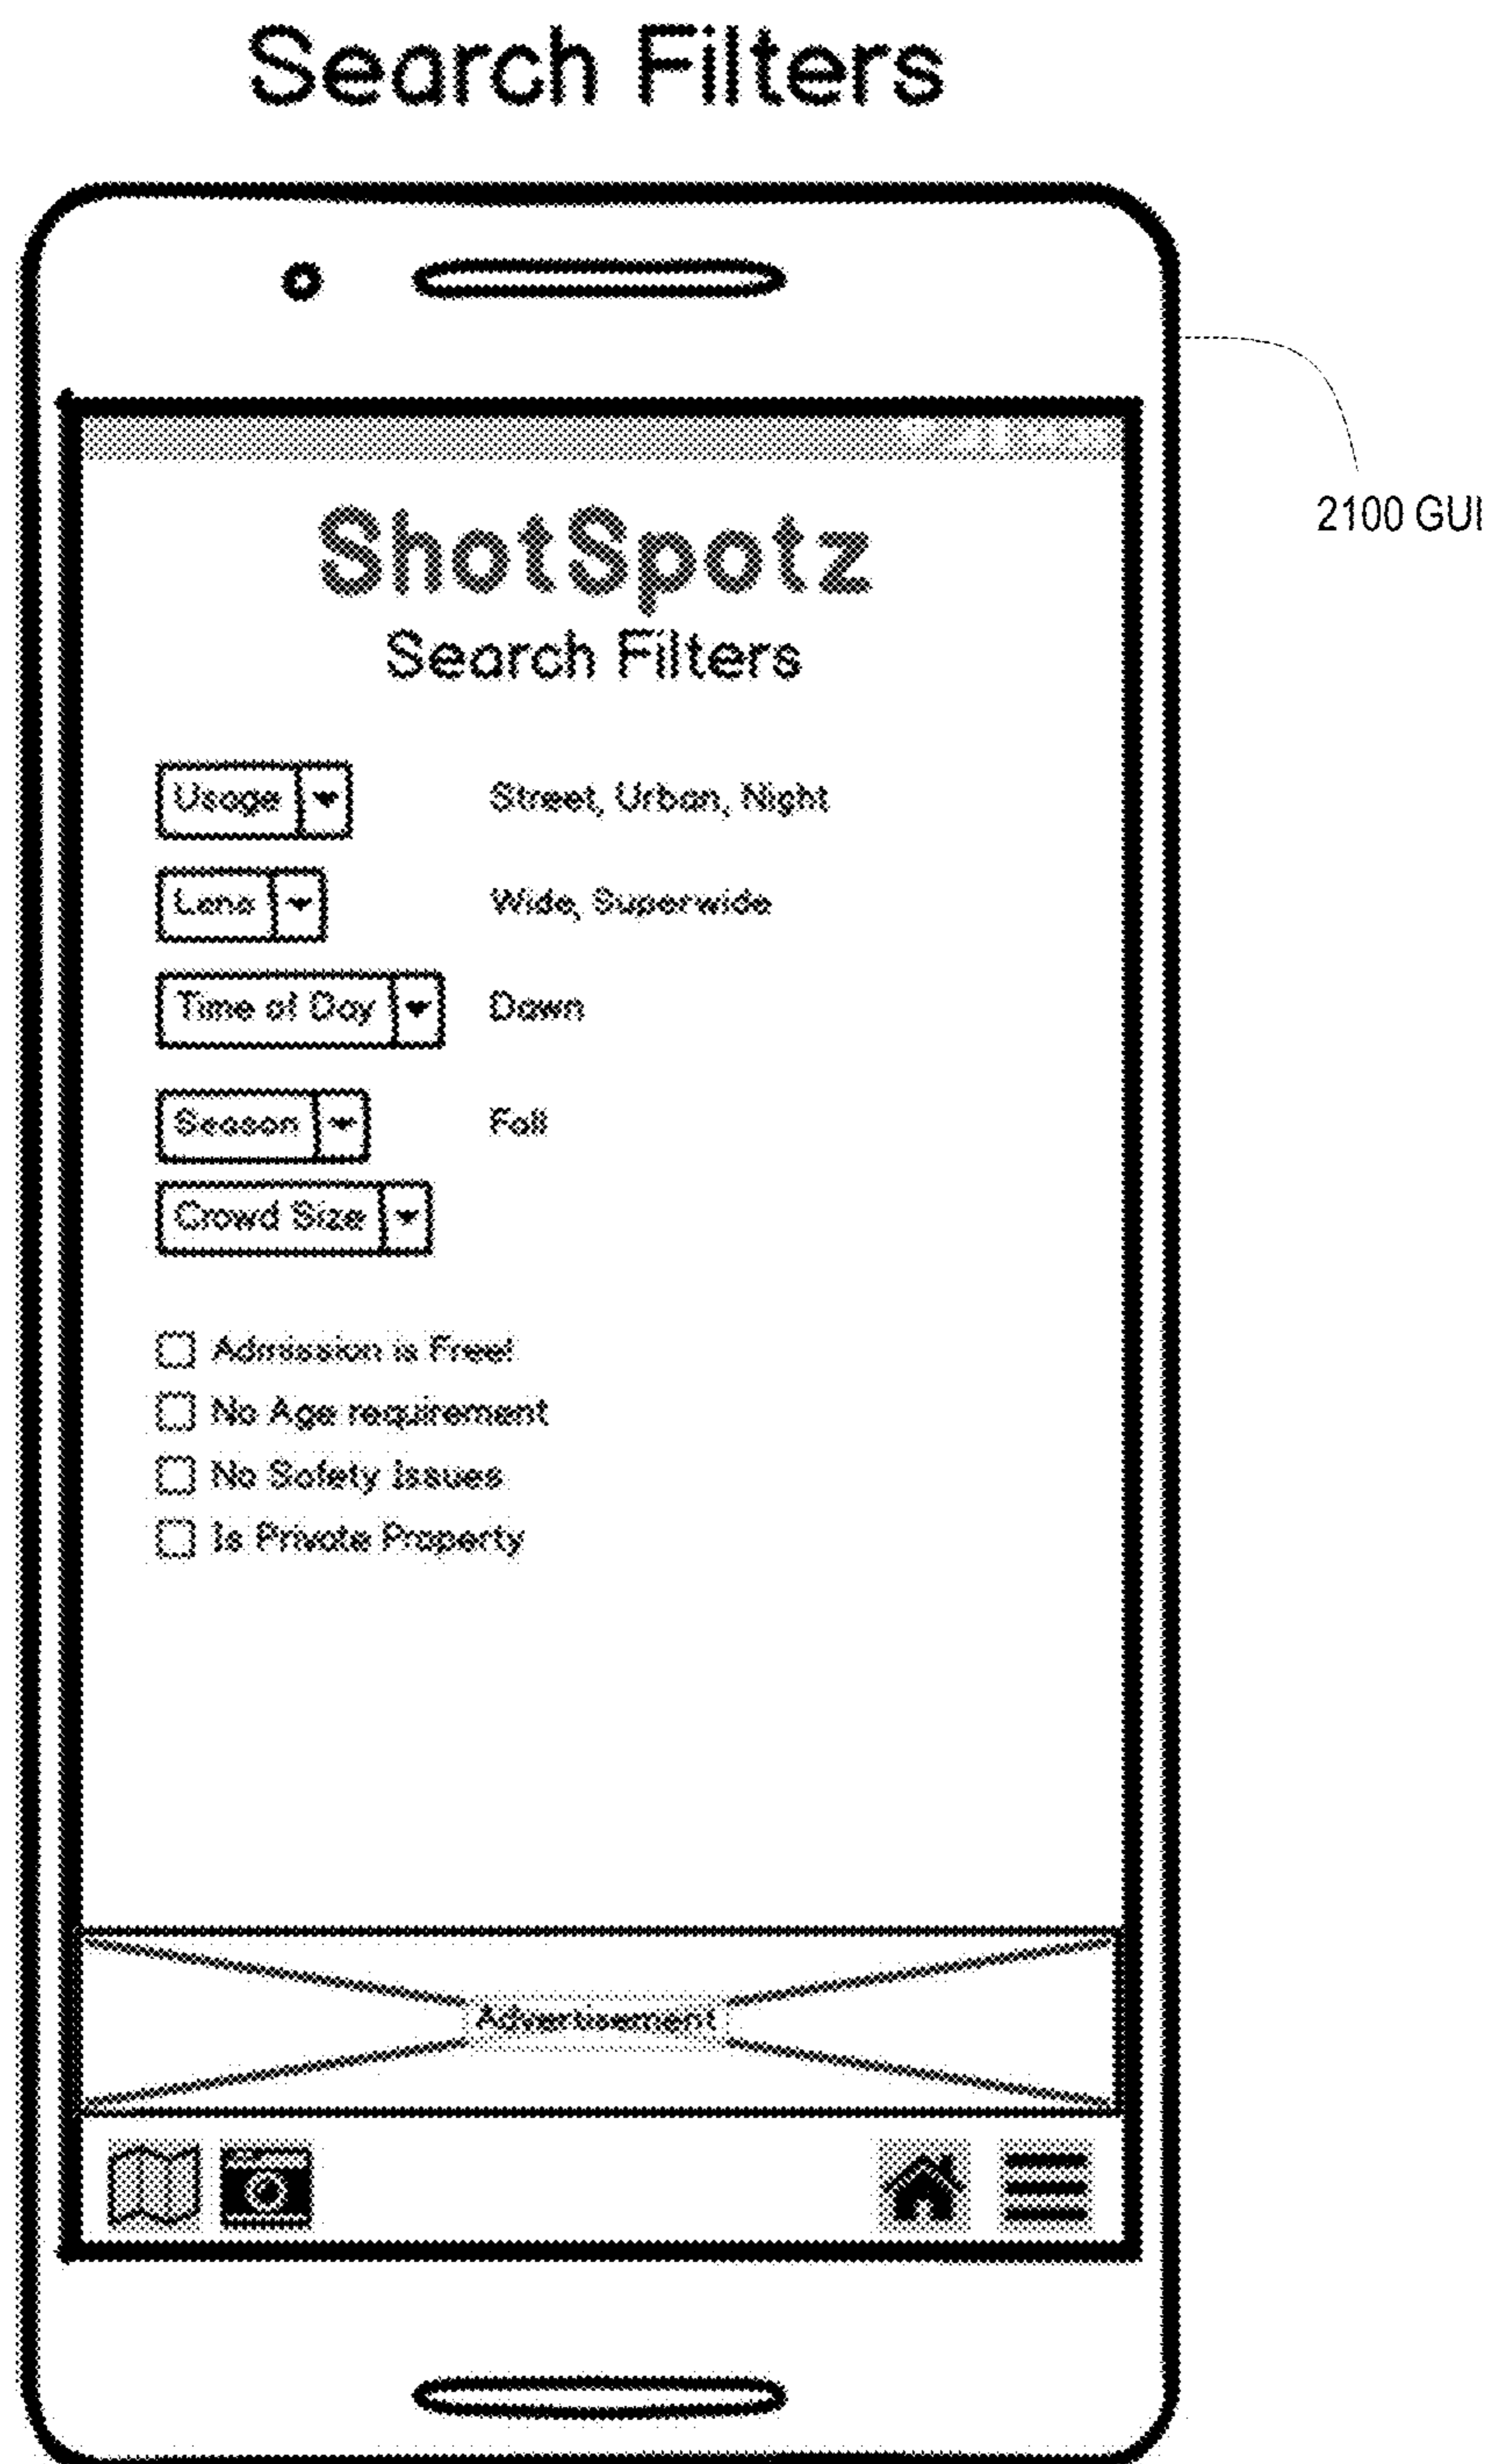 Search Filters
2100 GUI
ShotSpotz
Search Filters
Usage Street, Urban, Night
Lens Wide, Superwide
Time of Day Dawn
Season Fall
Crowd Size
Admission is Free!
No Age requirement
No Safety Issues
Is Private Property
Advertisement